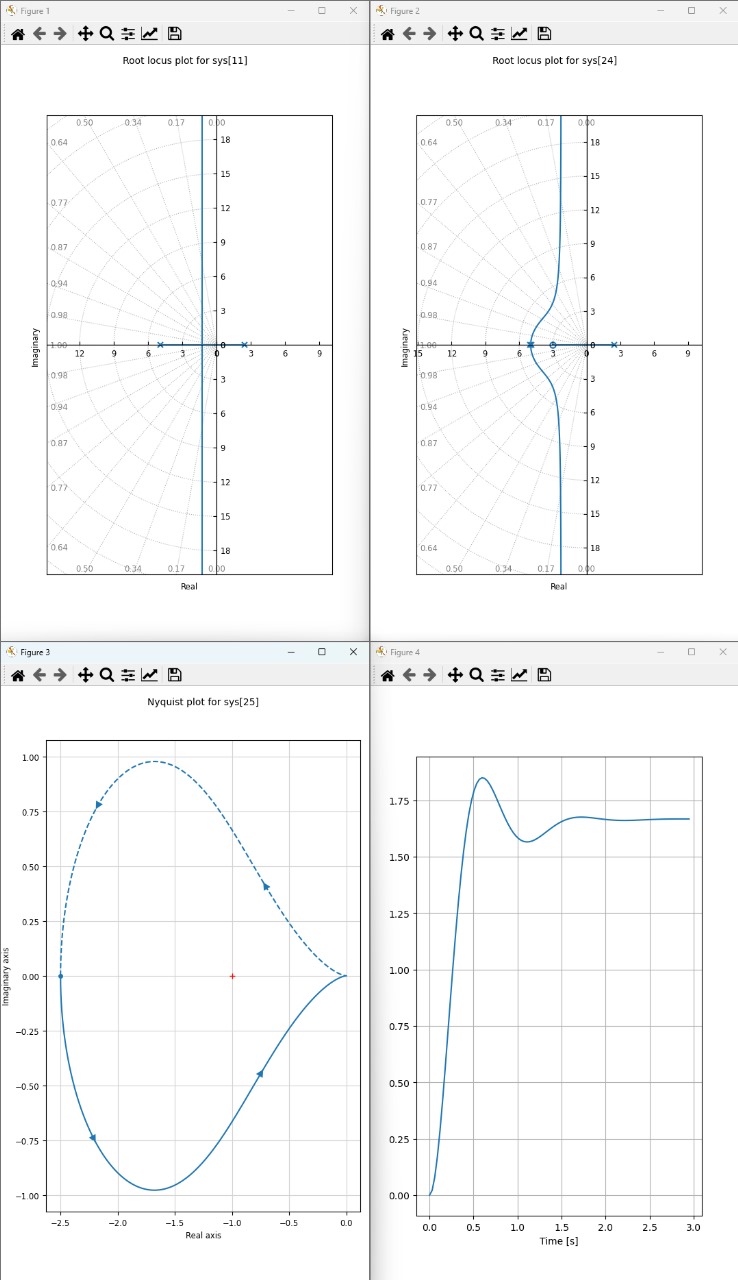 Figure 1
Root locus plot for sys[11]
0.50 0.34 0.17 0.00
0.64
18
15
0.77
12
0.87
9
0.94
6
0.98
3
Imaginary
1.00
0
12 9 6 3 0 3 6 9
0.98
3
0.94
6
0.87
9
0.77
12
15
0.64
18
0.50 0.34 0.17 0.00
Real
Figure 2
Root locus plot for sys[24]
0.50 0.34 0.17 0.00
0.64
18
15
0.77
12
0.87
9
0.94
6
0.98
3
Imaginary
1.00
0
15 12 9 6 3 0 3 6 9
0.98
3
0.94
6
0.87
9
0.77
12
15
0.64
18
0.50 0.34 0.17 0.00
Real
Figure 3
Nyquist plot for sys[25]
1.00
0.75
0.50
0.25
0.00
−0.25
−0.50
−0.75
−1.00
Imaginary axis
−2.5 −2.0 −1.5 −1.0 −0.5 0.0
Real axis
Figure 4
1.75
1.50
1.25
1.00
0.75
0.50
0.25
0.00
0.0 0.5 1.0 1.5 2.0 2.5 3.0
Time [s]